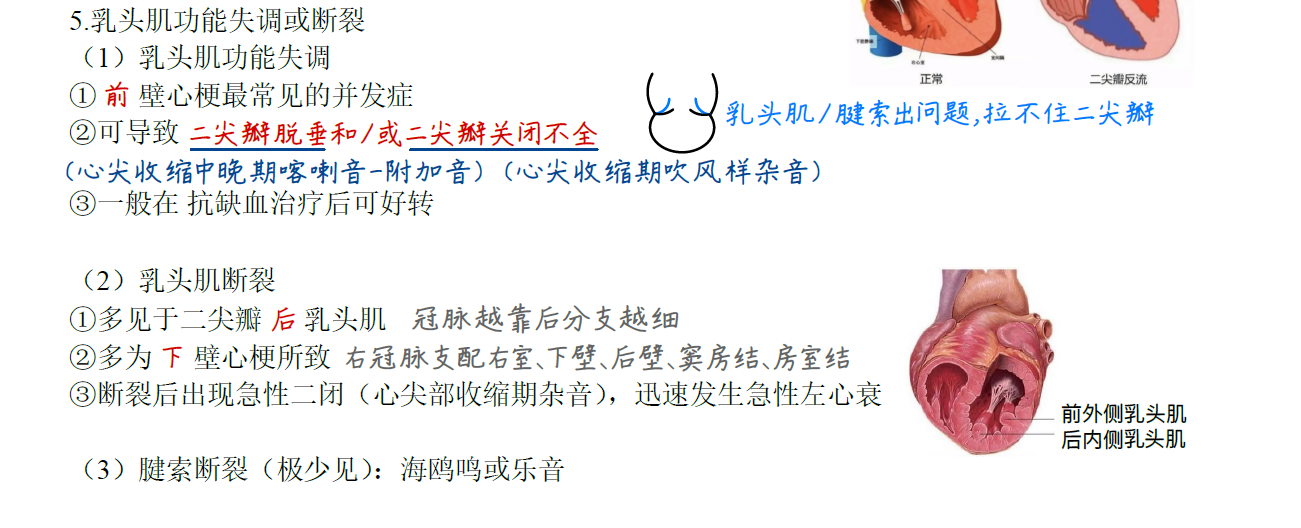 5.乳头肌功能失调或断裂
（1）乳头肌功能失调
①前壁心梗最常见的并发症
②可导致 二尖瓣脱垂和/或二尖瓣关闭不全
(心尖收缩中晚期喀喇音-附加音)（心尖收缩期吹风样杂音）
③一般在 抗缺血治疗后可好转
正常
二尖瓣反流
乳头肌/腱索出问题,拉不住二尖瓣
（2）乳头肌断裂
①多见于二尖瓣 后 乳头肌 冠脉越靠后分支越细
②多为 下 壁心梗所致 右冠脉支配右室、下壁、后壁、窦房结、房室结
③断裂后出现急性二闭（心尖部收缩期杂音），迅速发生急性左心衰
前外侧乳头肌
后内侧乳头肌
（3）腱索断裂（极少见）：海鸥鸣或乐音